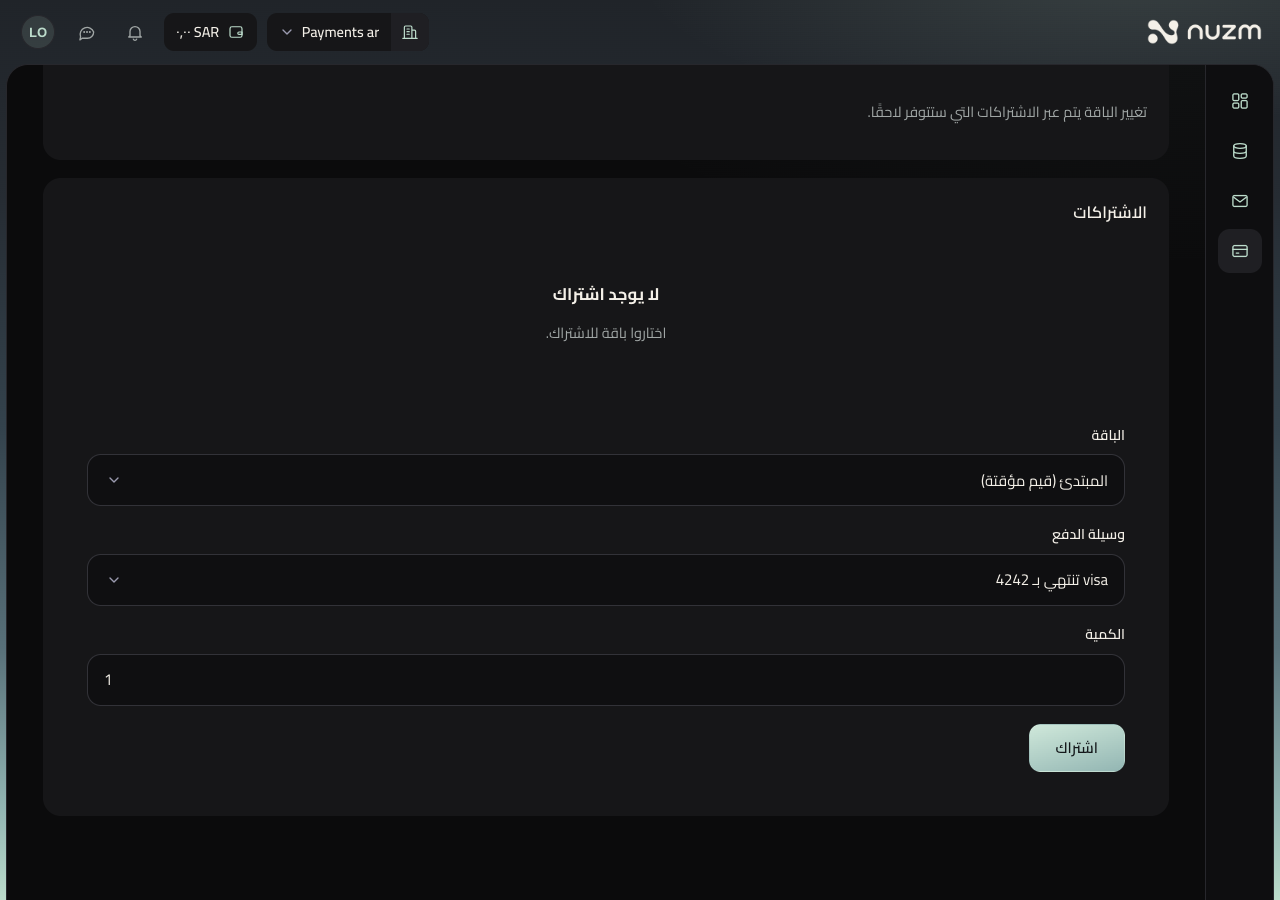 nuzm
Payments ar
٠٫٠٠ SAR
LO
تغيير الباقة يتم عبر الاشتراكات التي ستتوفر لاحقًا.
الاشتراكات
لا يوجد اشتراك
اختاروا باقة للاشتراك.
الباقة
المبتدئ (قيم مؤقتة)
وسيلة الدفع
visa تنتهي بـ 4242
الكمية
1
اشتراك